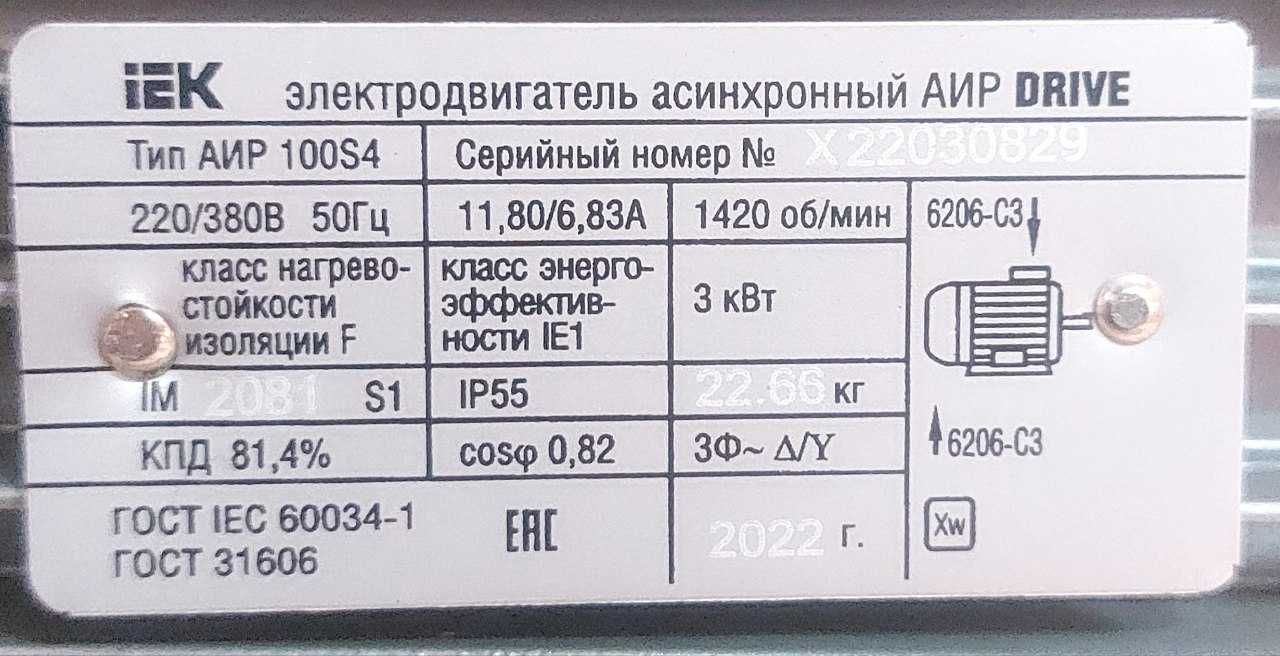 IEK электродвигатель асинхронный АИР DRIVE
Тип АИР 100S4 Серийный номер № X22030829
220/380В 50Гц 11,80/6,83А 1420 об/мин 6206-С3
класс нагрево-
стойкости
изоляции F
класс энерго-
эффектив-
ности IE1
3 кВт
IM 2081 S1 IP55 22.66 кг
КПД 81,4% cosφ 0,82 3Ф~ Δ/Y 6206-С3
ГОСТ IEC 60034-1
ГОСТ 31606
ЕАС
2022 г.
Xw